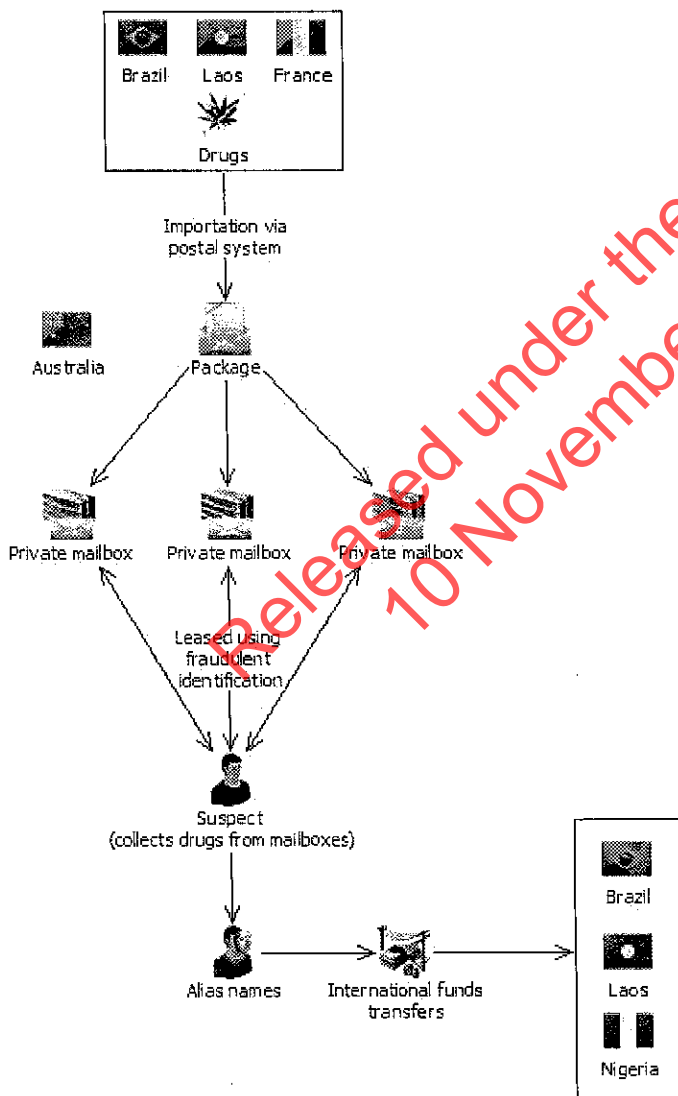 Brazil Laos France
Drugs
Importation via
postal system
Australia
Package
Private mailbox Private mailbox Private mailbox
Leased using
fraudulent
identification
Suspect
(collects drugs from mailboxes)
Alias names
International funds
transfers
Brazil
Laos
Nigeria
Released under the
10 November